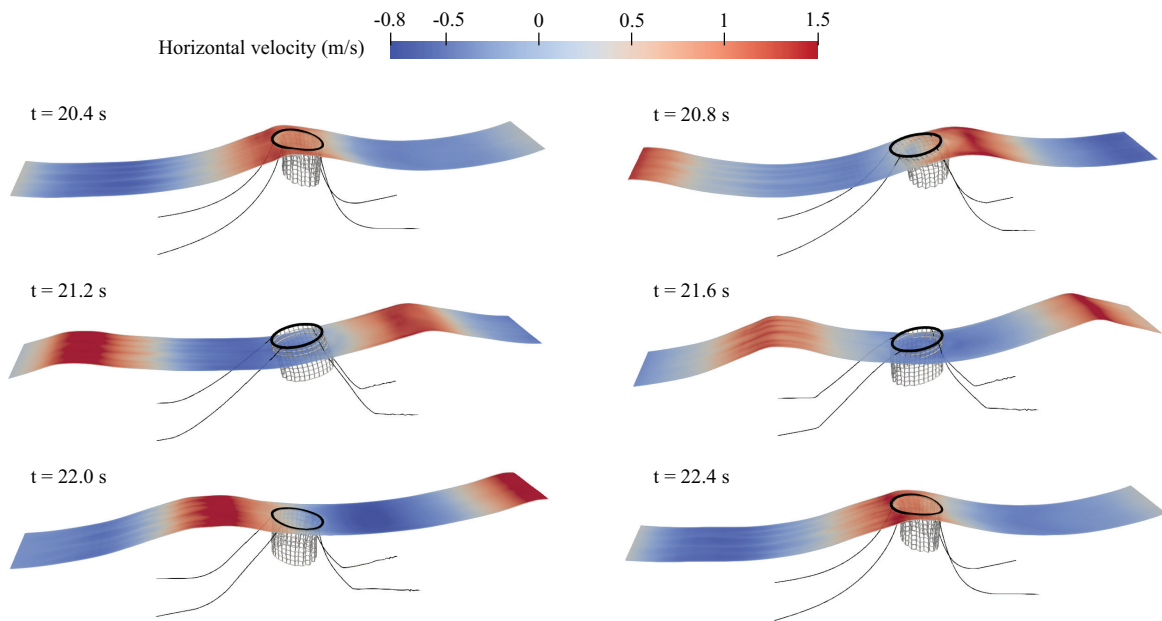 -0.8 -0.5 0 0.5 1 1.5
Horizontal velocity (m/s)
t = 20.4 s
t = 20.8 s
t = 21.2 s
t = 21.6 s
t = 22.0 s
t = 22.4 s